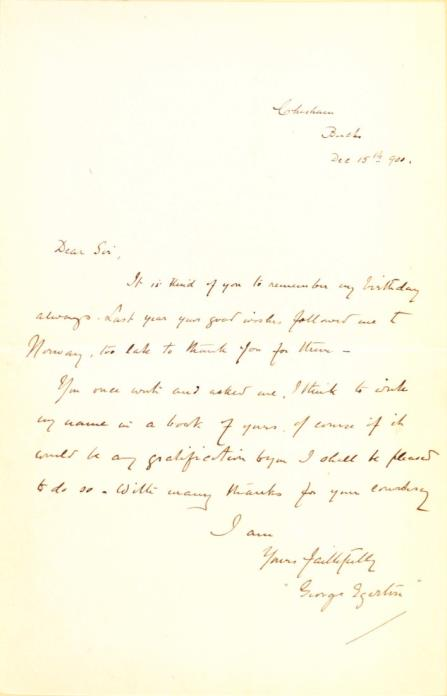 Chesham
Bucks
Dec 15th 900.
Dear Sir,
It is kind of you to remember my birthday
always. Last year your good wishes followed me to
Norway, too late to thank you for them –
You once wrote and asked me, I think to write
my name in a book of yours. of course if it
would be any gratification to you I shall be pleased
to do so – With many thanks for your courtesy
I am
Yours faithfully
"George Egerton"